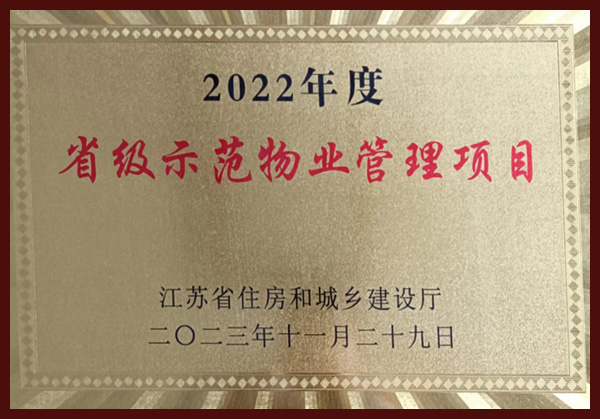 2022年度
省级示范物业管理项目
江苏省住房和城乡建设厅
二〇二三年十一月二十九日